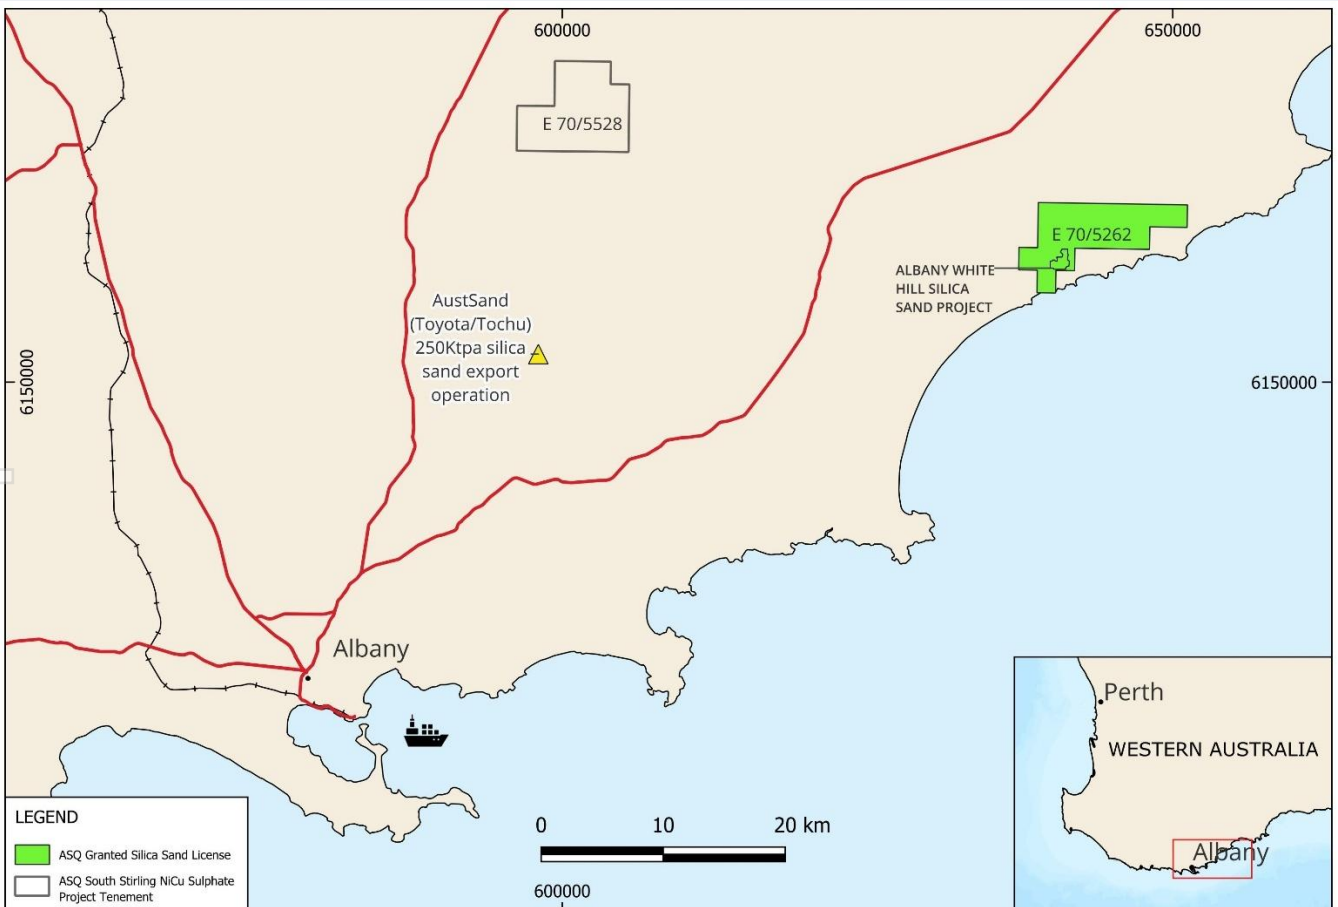 600000
650000
E 70/5528
E 70/5262
ALBANY WHITE
HILL SILICA
SAND PROJECT
AustSand
(Toyota/Tochu)
250Ktpa silica
sand export
operation
6150000
6150000
Albany
Perth
WESTERN AUSTRALIA
Albany
LEGEND
ASQ Granted Silica Sand License
ASQ South Stirling NiCu Sulphate
Project Tenement
0 10 20 km
600000